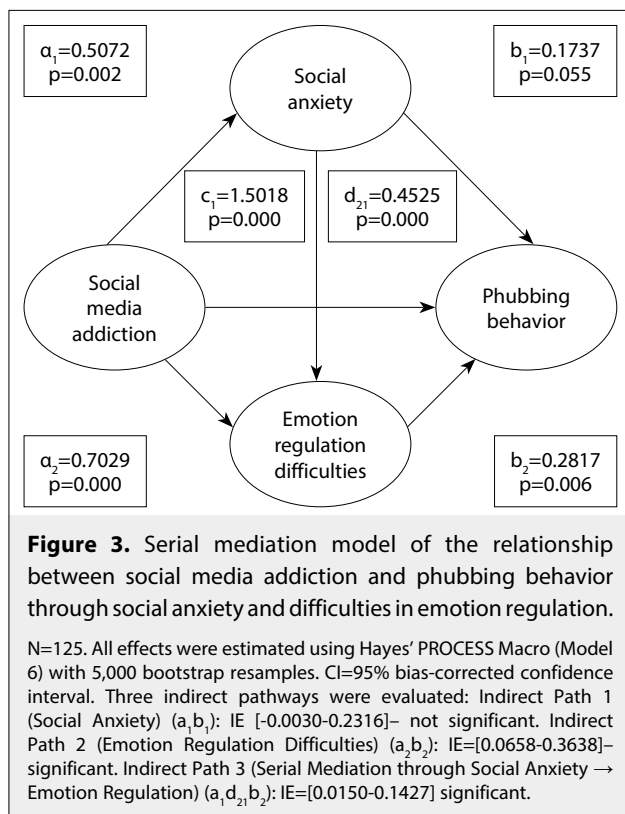 α₁=0.5072
p=0.002
Social
anxiety
b₁=0.1737
p=0.055
c₁=1.5018
p=0.000
d₂₁=0.4525
p=0.000
Social
media
addiction
Phubbing
behavior
Emotion
regulation
difficulties
α₂=0.7029
p=0.000
b₂=0.2817
p=0.006
Figure 3. Serial mediation model of the relationship
between social media addiction and phubbing behavior
through social anxiety and difficulties in emotion regulation.
N=125. All effects were estimated using Hayes’ PROCESS Macro (Model
6) with 5,000 bootstrap resamples. CI=95% bias-corrected confidence
interval. Three indirect pathways were evaluated: Indirect Path 1
(Social Anxiety) (a₁b₁): IE [-0.0030-0.2316]– not significant. Indirect
Path 2 (Emotion Regulation Difficulties) (a₂b₂): IE=[0.0658-0.3638]–
significant. Indirect Path 3 (Serial Mediation through Social Anxiety →
Emotion Regulation) (a₁d₂₁b₂): IE=[0.0150-0.1427] significant.